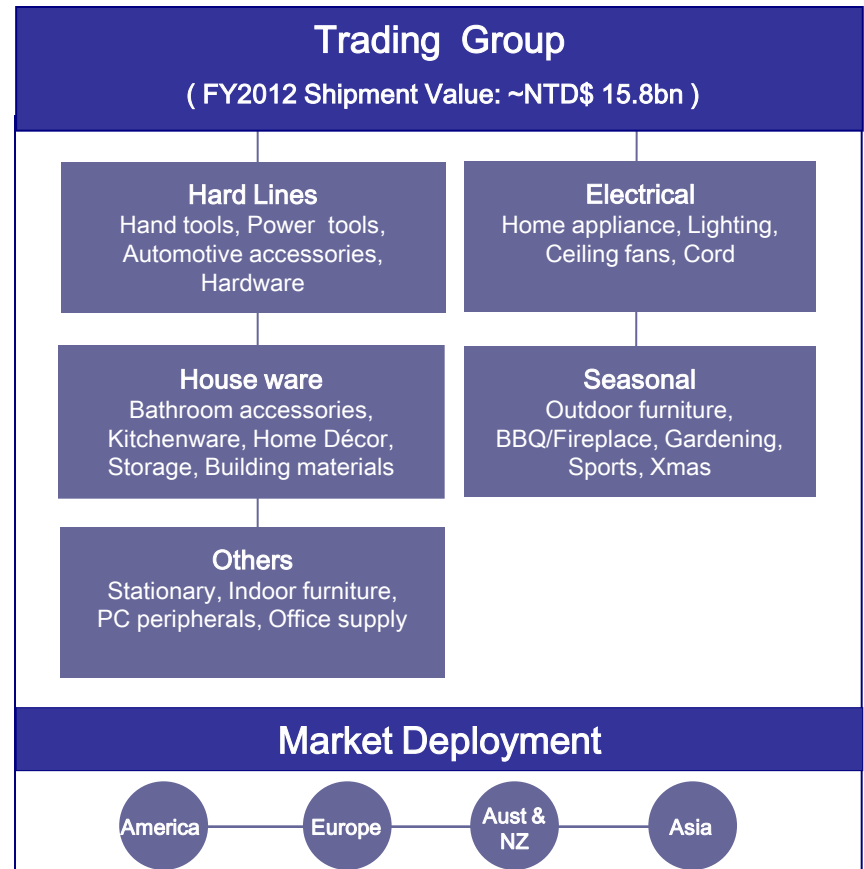 Trading Group
( FY2012 Shipment Value: ~NTD$ 15.8bn )
Hard Lines
Hand tools, Power tools,
Automotive accessories,
Hardware
Electrical
Home appliance, Lighting,
Ceiling fans, Cord
House ware
Bathroom accessories,
Kitchenware, Home Décor,
Storage, Building materials
Seasonal
Outdoor furniture,
BBQ/Fireplace, Gardening,
Sports, Xmas
Others
Stationary, Indoor furniture,
PC peripherals, Office supply
Market Deployment
America
Europe
Aust &
NZ
Asia